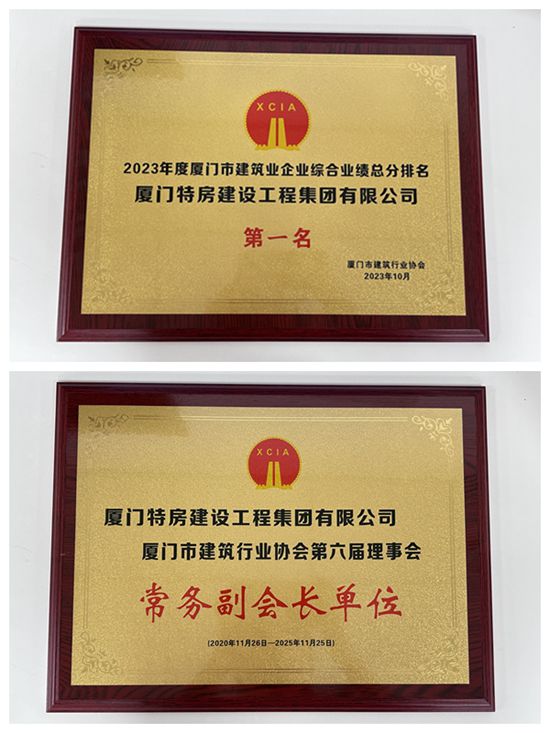 XCIA
2023年度厦门市建筑业企业综合业绩总分排名
厦门特房建设工程集团有限公司
第一名
厦门市建筑行业协会
2023年10月
XCIA
厦门特房建设工程集团有限公司
厦门市建筑行业协会第六届理事会
常务副会长单位
(2020年11月26日—2025年11月25日)